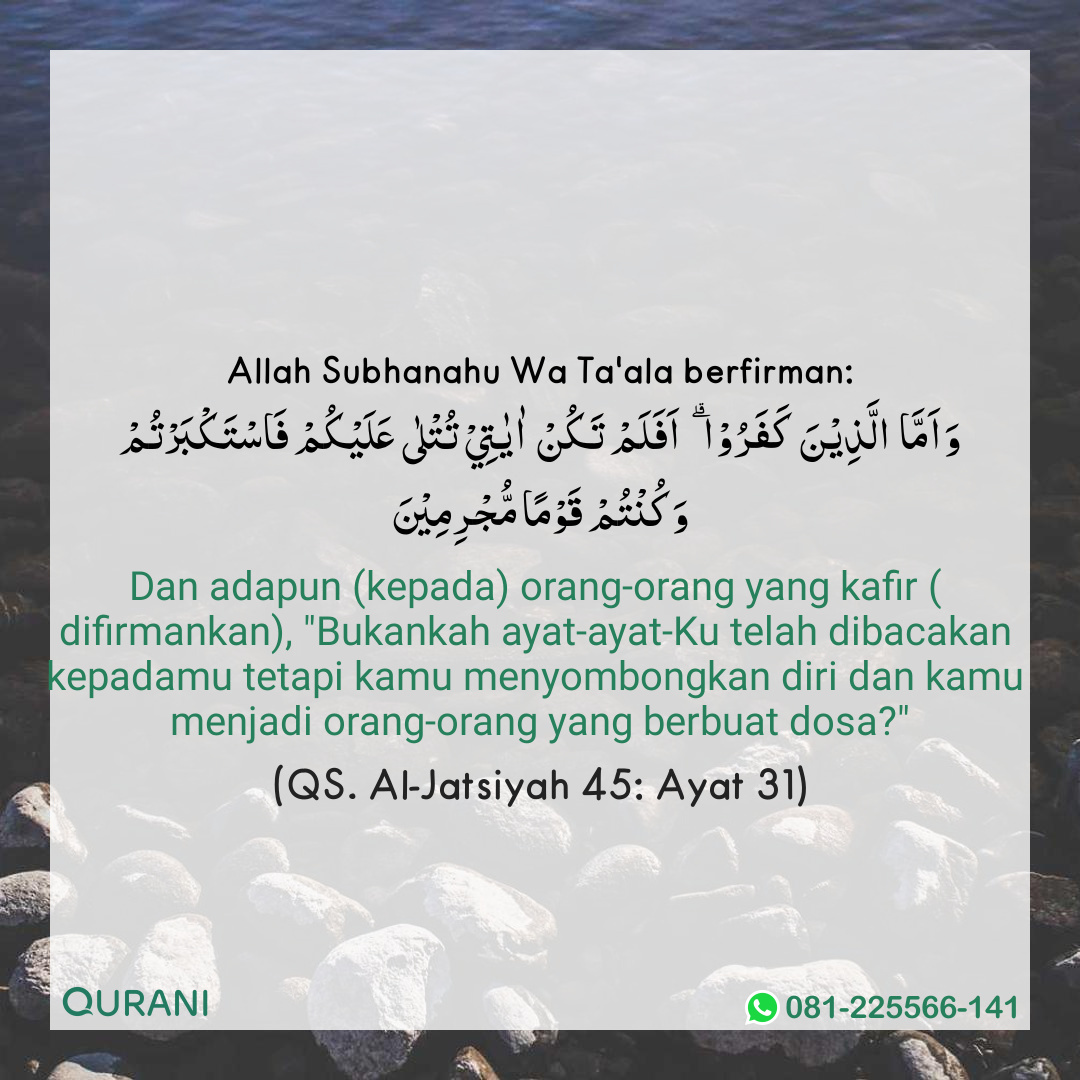 Allah Subhanahu Wa Ta'ala berfirman:
وَاَمَّا الَّذِيْنَ كَفَرُوْاۗ اَفَلَمْ تَكُنْ اٰيٰتِيْ تُتْلٰى عَلَيْكُمْ فَاسْتَكْبَرْتُمْ
وَكُنْتُمْ قَوْمًا مُّجْرِمِيْنَ
Dan adapun (kepada) orang-orang yang kafir (
difirmankan), "Bukankah ayat-ayat-Ku telah dibacakan
kepadamu tetapi kamu menyombongkan diri dan kamu
menjadi orang-orang yang berbuat dosa?"
(QS. Al-Jatsiyah 45: Ayat 31)
QURANI
081-225566-141